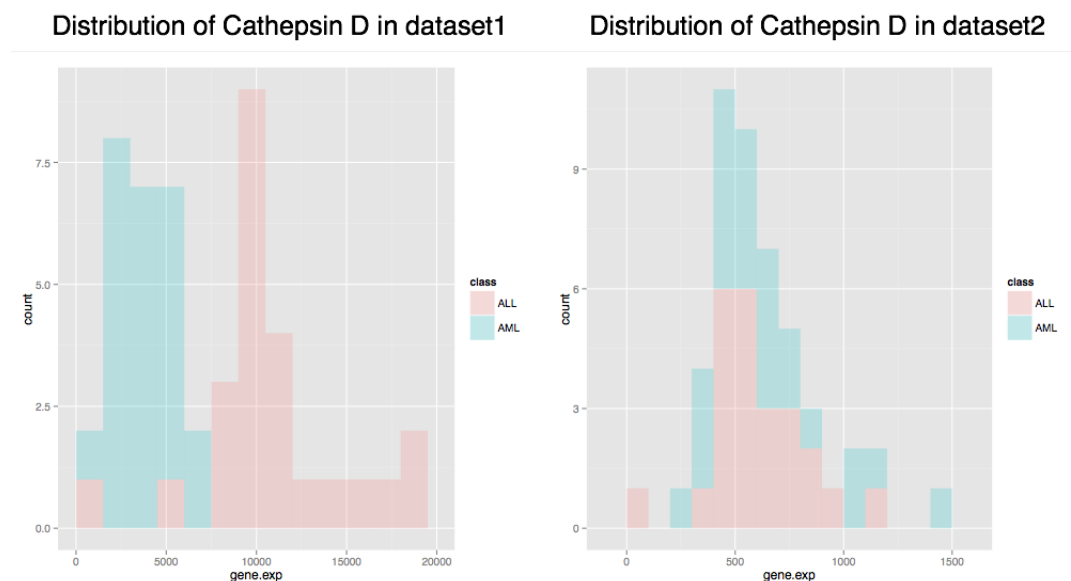 Distribution of Cathepsin D in dataset1
7.5
5.0
2.5
0.0
count
0 5000 10000 15000 20000
gene.exp
class
ALL
AML
Distribution of Cathepsin D in dataset2
9
6
3
0
count
0 500 1000 1500
gene.exp
class
ALL
AML